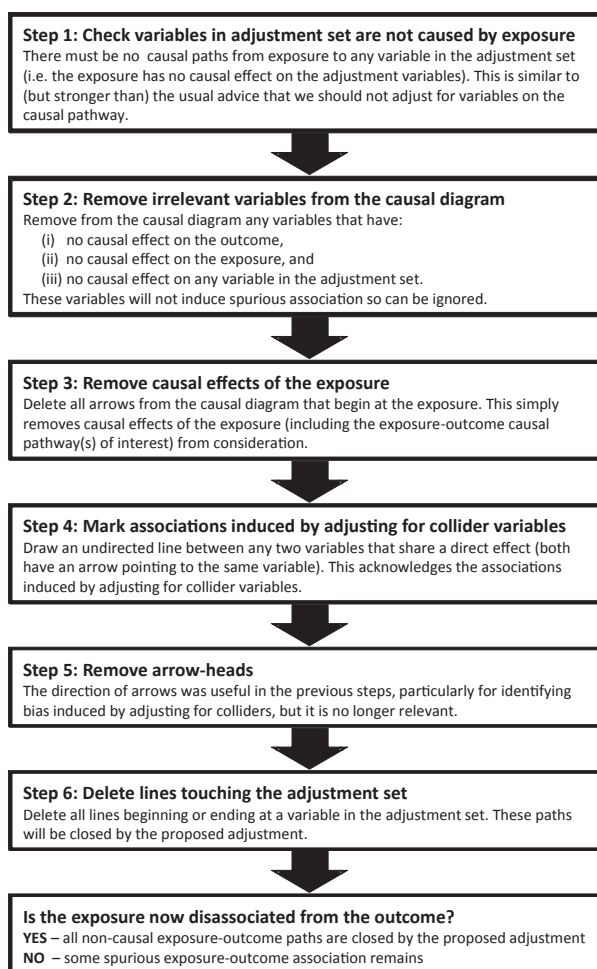 Step 1: Check variables in adjustment set are not caused by exposure
There must be no causal paths from exposure to any variable in the adjustment set
(i.e. the exposure has no causal effect on the adjustment variables). This is similar to
(but stronger than) the usual advice that we should not adjust for variables on the
causal pathway.
Step 2: Remove irrelevant variables from the causal diagram
Remove from the causal diagram any variables that have:
(i) no causal effect on the outcome,
(ii) no causal effect on the exposure, and
(iii) no causal effect on any variable in the adjustment set.
These variables will not induce spurious association so can be ignored.
Step 3: Remove causal effects of the exposure
Delete all arrows from the causal diagram that begin at the exposure. This simply
removes causal effects of the exposure (including the exposure-outcome causal
pathway(s) of interest) from consideration.
Step 4: Mark associations induced by adjusting for collider variables
Draw an undirected line between any two variables that share a direct effect (both
have an arrow pointing to the same variable). This acknowledges the associations
induced by adjusting for collider variables.
Step 5: Remove arrow-heads
The direction of arrows was useful in the previous steps, particularly for identifying
bias induced by adjusting for colliders, but it is no longer relevant.
Step 6: Delete lines touching the adjustment set
Delete all lines beginning or ending at a variable in the adjustment set. These paths
will be closed by the proposed adjustment.
Is the exposure now disassociated from the outcome?
YES – all non-causal exposure-outcome paths are closed by the proposed adjustment
NO – some spurious exposure-outcome association remains